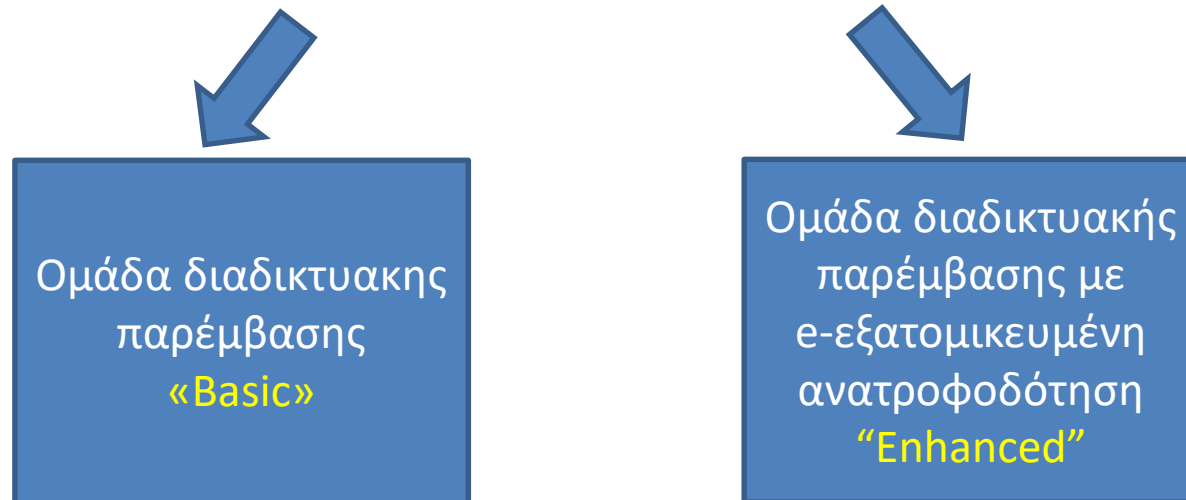 Ομάδα διαδικτυακης
παρέμβασης
«Basic»
Ομάδα διαδικτυακής
παρέμβασης με
e-εξατομικευμένη
ανατροφοδότηση
“Enhanced”